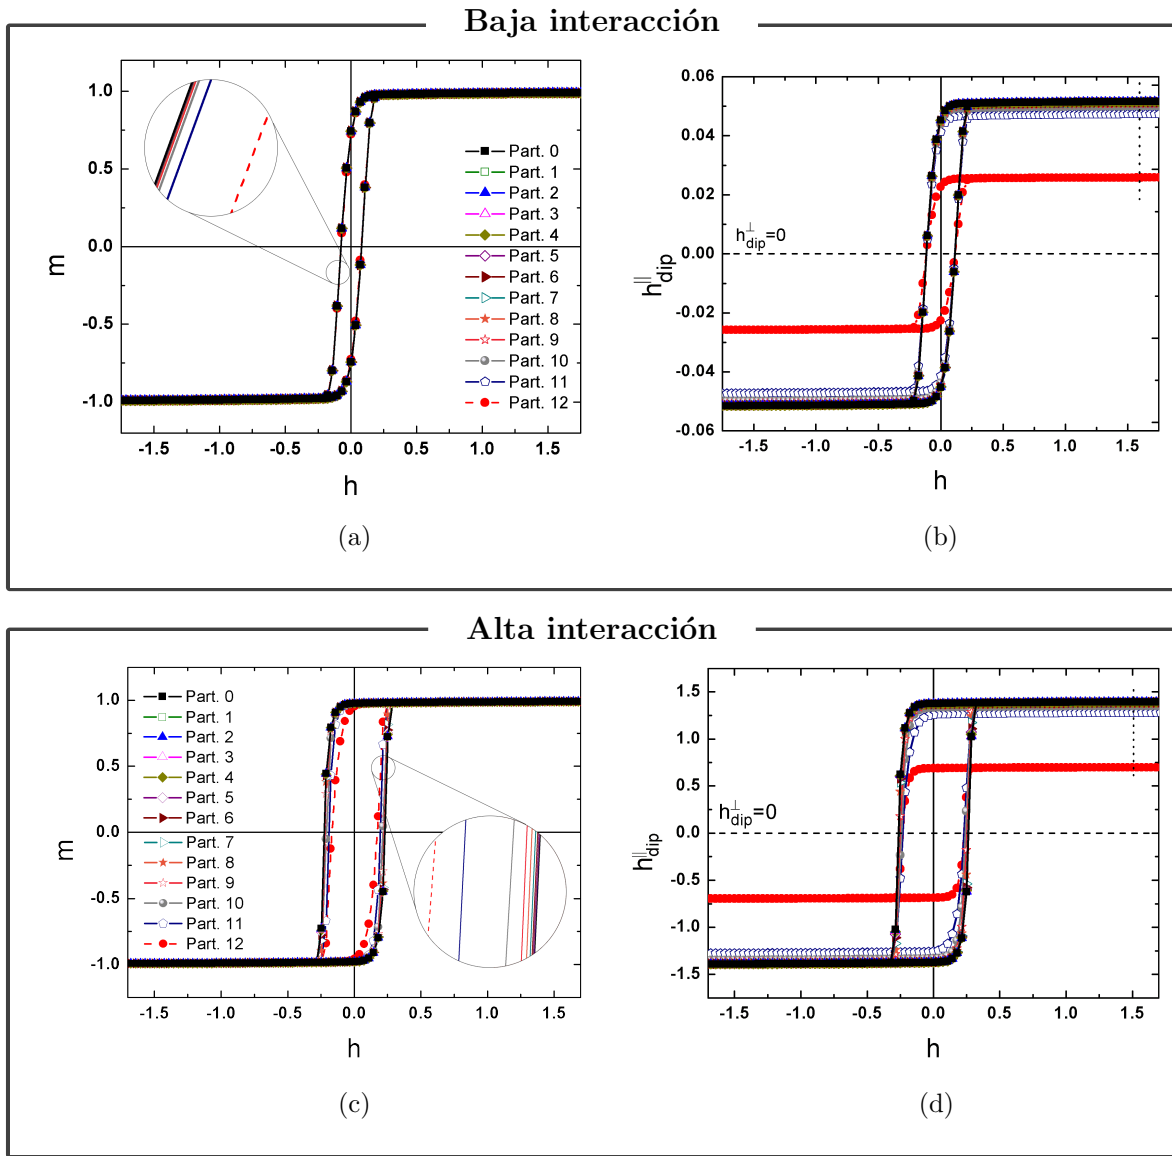 Baja interacción
1.0
0.5
0.0
-0.5
-1.0
m
-1.5
-1.0
-0.5
0.0
0.5
1.0
1.5
h
Part. 0
Part. 1
Part. 2
Part. 3
Part. 4
Part. 5
Part. 6
Part. 7
Part. 8
Part. 9
Part. 10
Part. 11
Part. 12
(a)
0.06
0.04
0.02
0.00
-0.02
-0.04
-0.06
h||dip
h⊥dip=0
-1.5
-1.0
-0.5
0.0
0.5
1.0
1.5
h
(b)
Alta interacción
1.0
0.5
0.0
-0.5
-1.0
m
Part. 0
Part. 1
Part. 2
Part. 3
Part. 4
Part. 5
Part. 6
Part. 7
Part. 8
Part. 9
Part. 10
Part. 11
Part. 12
-1.5
-1.0
-0.5
0.0
0.5
1.0
1.5
h
(c)
1.5
1.0
0.5
0.0
-0.5
-1.0
-1.5
h||dip
h⊥dip=0
-1.5
-1.0
-0.5
0.0
0.5
1.0
1.5
h
(d)